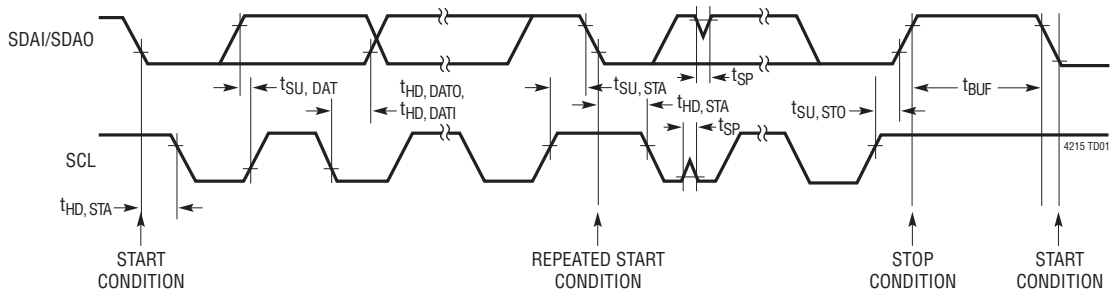 SDAI/SDAO
tSU, DAT
tHD, DATO,
tHD, DATI
tSU, STA
tHD, STA
tSP
tSP
tSU, STO
tBUF
4215 TD01
SCL
tHD, STA
START
CONDITION
REPEATED START
CONDITION
STOP
CONDITION
START
CONDITION